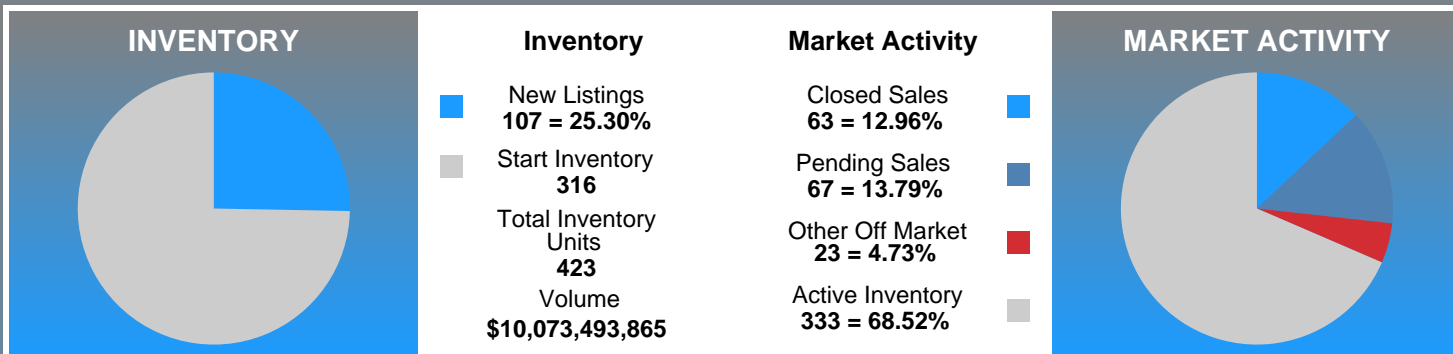 INVENTORY
Inventory
New Listings
107 = 25.30%
Start Inventory
316
Total Inventory
Units
423
Volume
$10,073,493,865
Market Activity
Closed Sales
63 = 12.96%
Pending Sales
67 = 13.79%
Other Off Market
23 = 4.73%
Active Inventory
333 = 68.52%
MARKET ACTIVITY